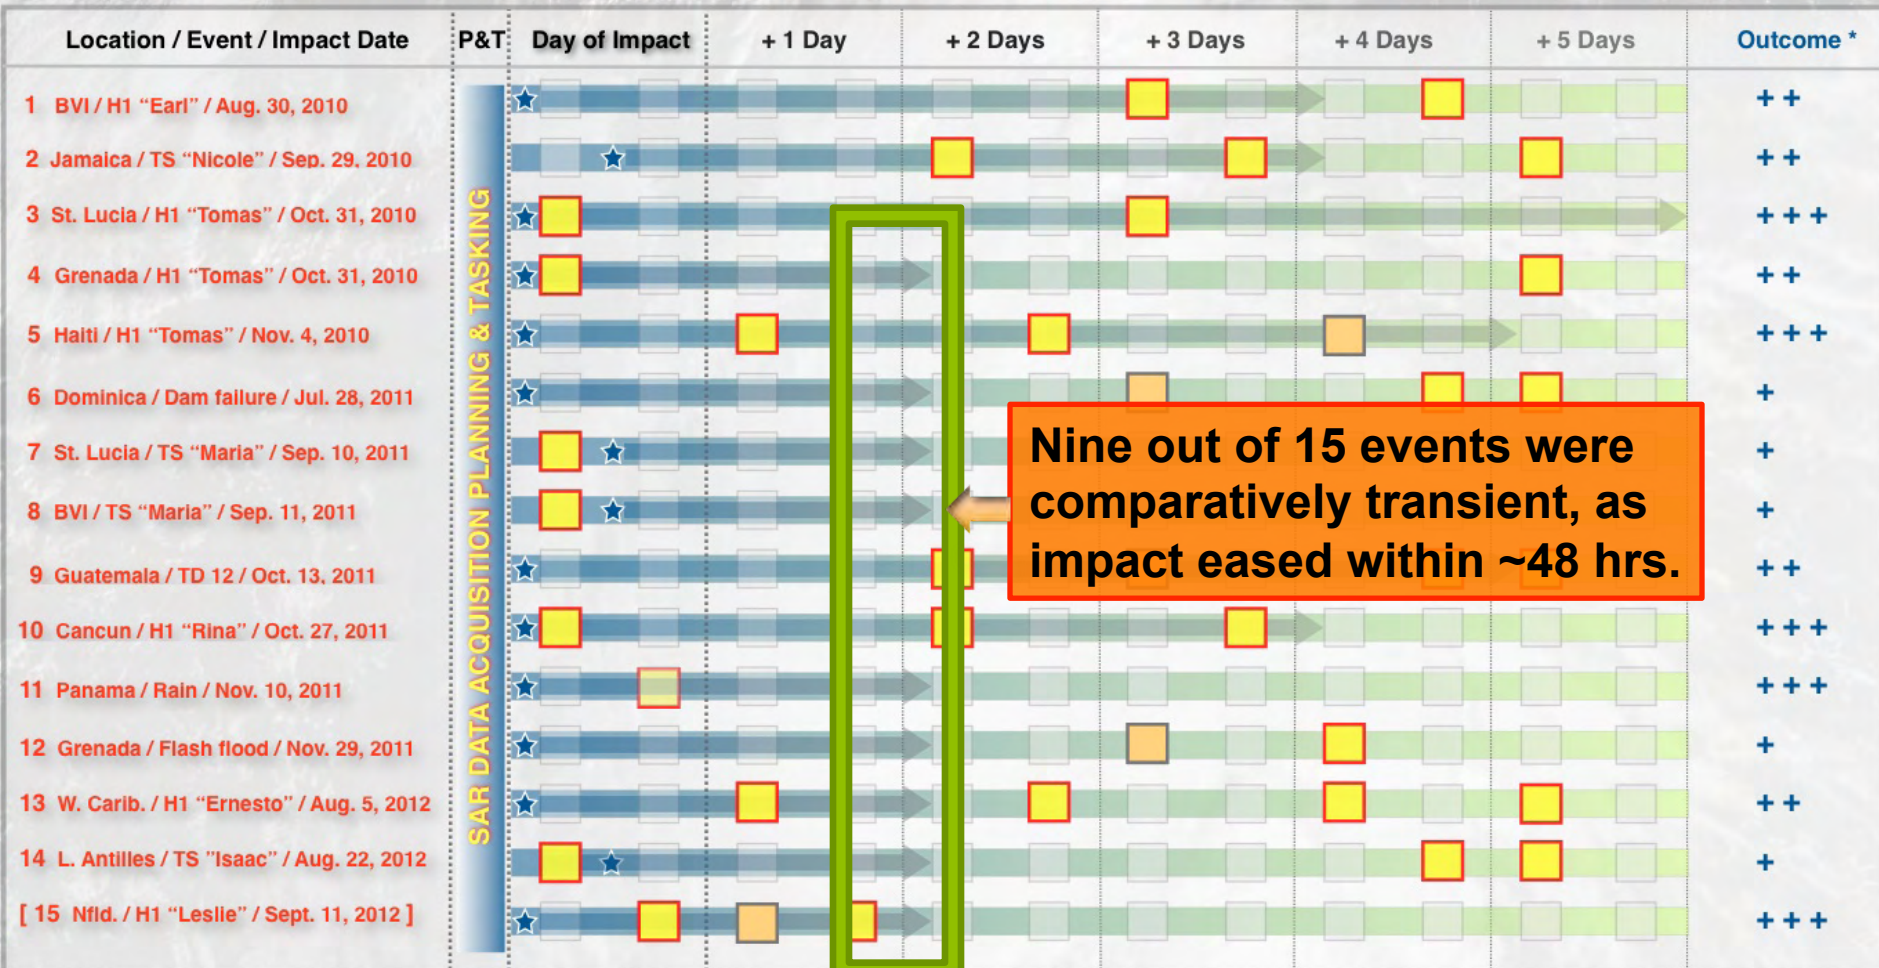 Location / Event / Impact Date P&T Day of Impact + 1 Day + 2 Days + 3 Days + 4 Days + 5 Days Outcome *
1 BVI / H1 “Earl” / Aug. 30, 2010 + +
2 Jamaica / TS “Nicole” / Sep. 29, 2010 + +
3 St. Lucia / H1 “Tomas” / Oct. 31, 2010 + + +
4 Grenada / H1 “Tomas” / Oct. 31, 2010 + +
5 Haiti / H1 “Tomas” / Nov. 4, 2010 + + +
6 Dominica / Dam failure / Jul. 28, 2011 +
7 St. Lucia / TS “Maria” / Sep. 10, 2011 +
8 BVI / TS “Maria” / Sep. 11, 2011 +
9 Guatemala / TD 12 / Oct. 13, 2011 + +
10 Cancun / H1 “Rina” / Oct. 27, 2011 + + +
11 Panama / Rain / Nov. 10, 2011 + + +
12 Grenada / Flash flood / Nov. 29, 2011 +
13 W. Carib. / H1 “Ernesto” / Aug. 5, 2012 + +
14 L. Antilles / TS "Isaac” / Aug. 22, 2012 +
[ 15 Nfld. / H1 “Leslie” / Sept. 11, 2012 ] + + +
SAR DATA ACQUISITION PLANNING & TASKING
Nine out of 15 events were
comparatively transient, as
impact eased within ~48 hrs.